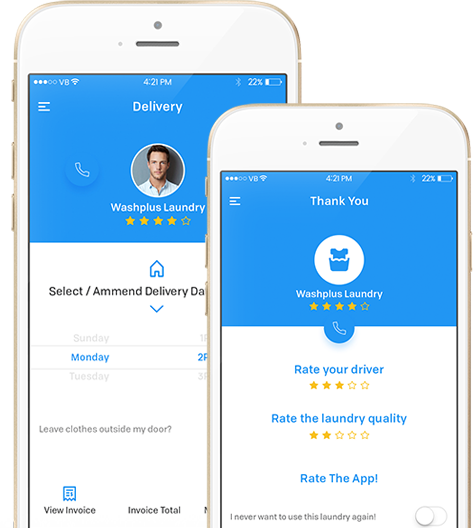 VB 4:21 PM 22%
Delivery
Washplus Laundry
Select / Ammend Delivery Da
Sunday
Monday
Tuesday
Leave clothes outside my door?
View Invoice Invoice Total
VB 4:21 PM 22%
Thank You
Washplus Laundry
Rate your driver
Rate the laundry quality
Rate The App!
I never want to use this laundry again!